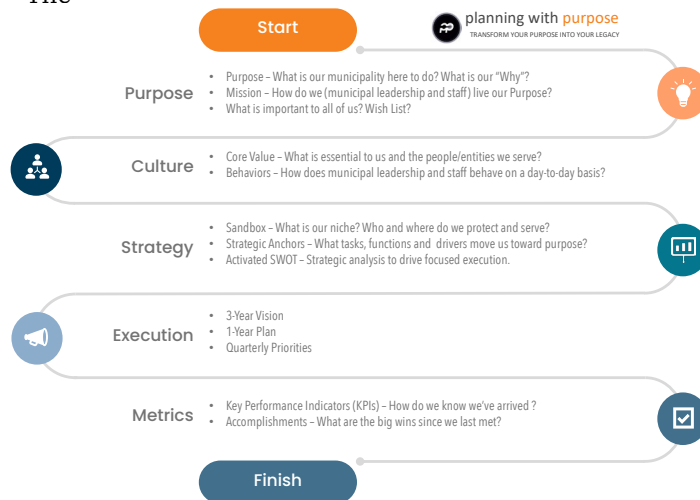 The
Start
planning with purpose
TRANSFORM YOUR PURPOSE INTO YOUR LEGACY
Purpose
• Purpose – What is our municipality here to do? What is our “Why”?
• Mission – How do we (municipal leadership and staff) live our Purpose?
• What is important to all of us? Wish List?
Culture
• Core Value – What is essential to us and the people/entities we serve?
• Behaviors – How does municipal leadership and staff behave on a day-to-day basis?
Strategy
• Sandbox – What is our niche? Who and where do we protect and serve?
• Strategic Anchors – What tasks, functions and  drivers move us toward purpose?
• Activated SWOT – Strategic analysis to drive focused execution.
Execution
• 3-Year Vision
• 1-Year Plan
• Quarterly Priorities
Metrics
• Key Performance Indicators (KPIs) – How do we know we’ve arrived ?
• Accomplishments – What are the big wins since we last met?
Finish